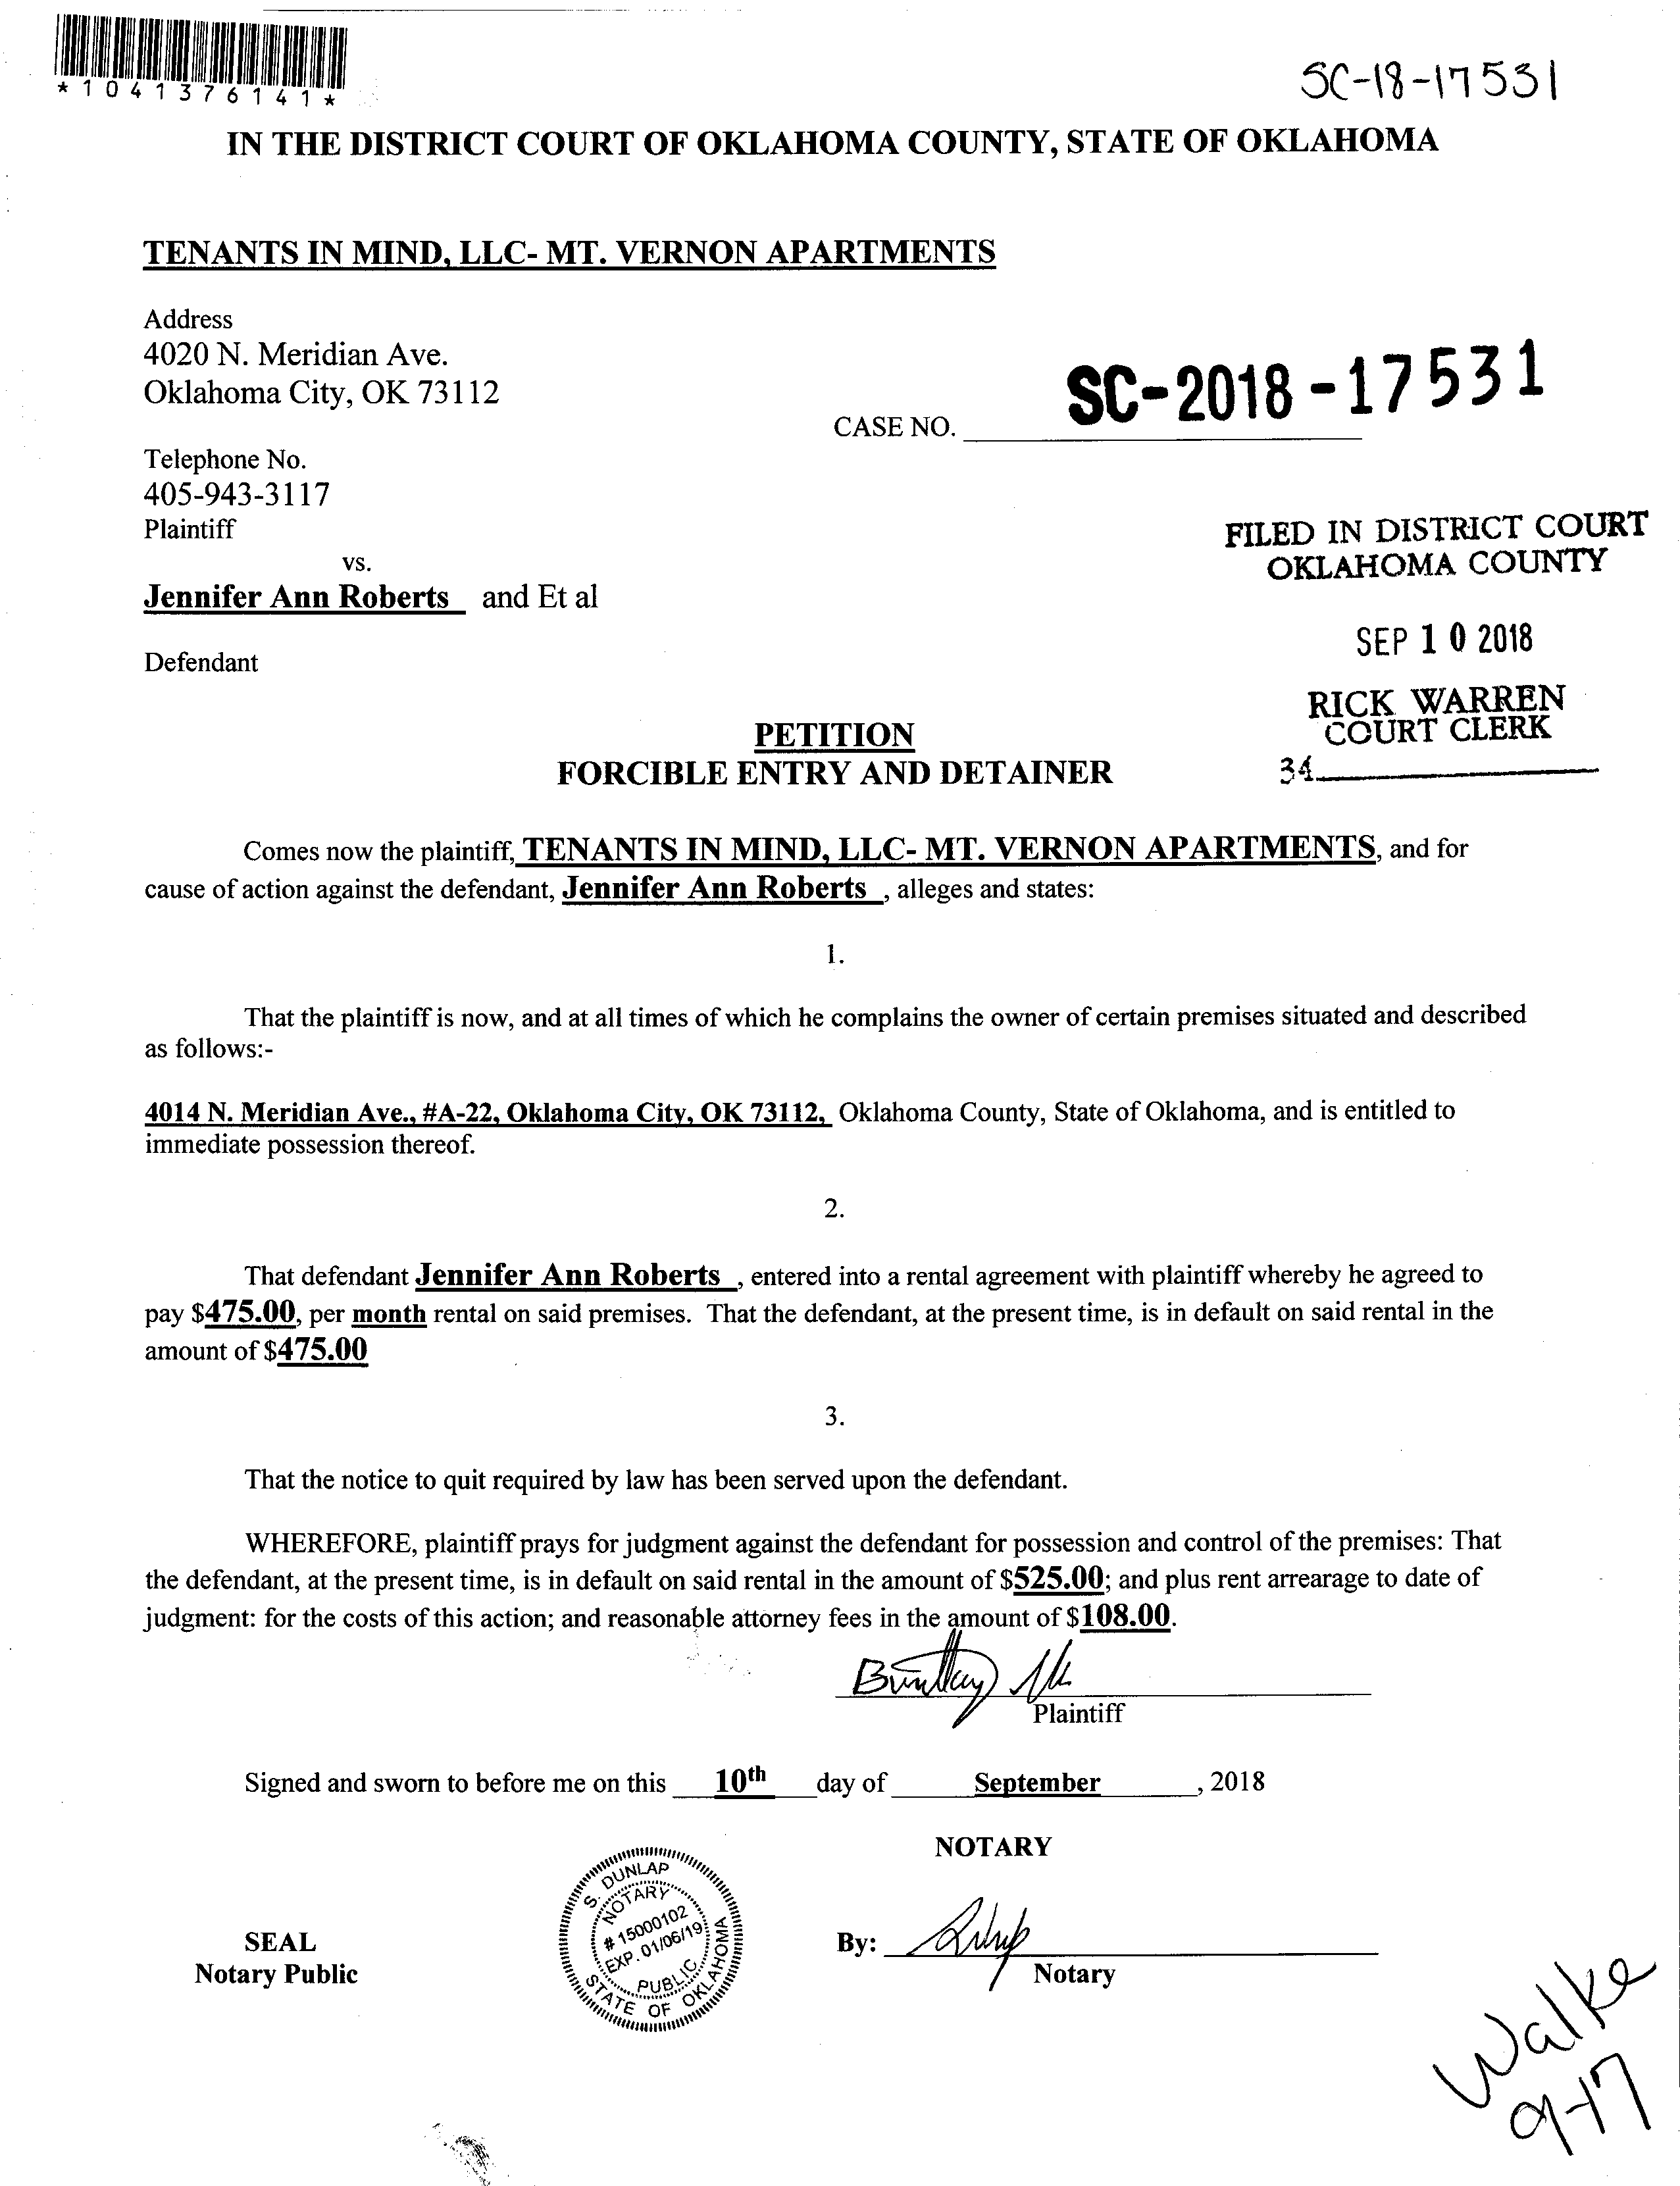 *1041376141*
SC-18-17531
IN THE DISTRICT COURT OF OKLAHOMA COUNTY, STATE OF OKLAHOMA
TENANTS IN MIND, LLC- MT. VERNON APARTMENTS
Address
4020 N. Meridian Ave.
Oklahoma City, OK 73112
CASE NO. SC-2018-17531
Telephone No.
405-943-3117
Plaintiff
vs.
Jennifer Ann Roberts and Et al
Defendant
FILED IN DISTRICT COURT
OKLAHOMA COUNTY
SEP 10 2018
RICK WARREN
COURT CLERK
34
PETITION
FORCIBLE ENTRY AND DETAINER
Comes now the plaintiff, TENANTS IN MIND, LLC- MT. VERNON APARTMENTS, and for
cause of action against the defendant, Jennifer Ann Roberts , alleges and states:
1.
That the plaintiff is now, and at all times of which he complains the owner of certain premises situated and described
as follows:-
4014 N. Meridian Ave., #A-22, Oklahoma City, OK 73112, Oklahoma County, State of Oklahoma, and is entitled to
immediate possession thereof.
2.
That defendant Jennifer Ann Roberts , entered into a rental agreement with plaintiff whereby he agreed to
pay $475.00, per month rental on said premises. That the defendant, at the present time, is in default on said rental in the
amount of $475.00
3.
That the notice to quit required by law has been served upon the defendant.
WHEREFORE, plaintiff prays for judgment against the defendant for possession and control of the premises: That
the defendant, at the present time, is in default on said rental in the amount of $525.00; and plus rent arrearage to date of
judgment: for the costs of this action; and reasonable attorney fees in the amount of $108.00.
Plaintiff
Signed and sworn to before me on this 10th day of September , 2018
NOTARY
S. DUNLAP
NOTARY
# 15000102
EXP. 01/06/19
PUBLIC
STATE OF OKLAHOMA
SEAL
Notary Public
By:
Notary
Walke
9-17